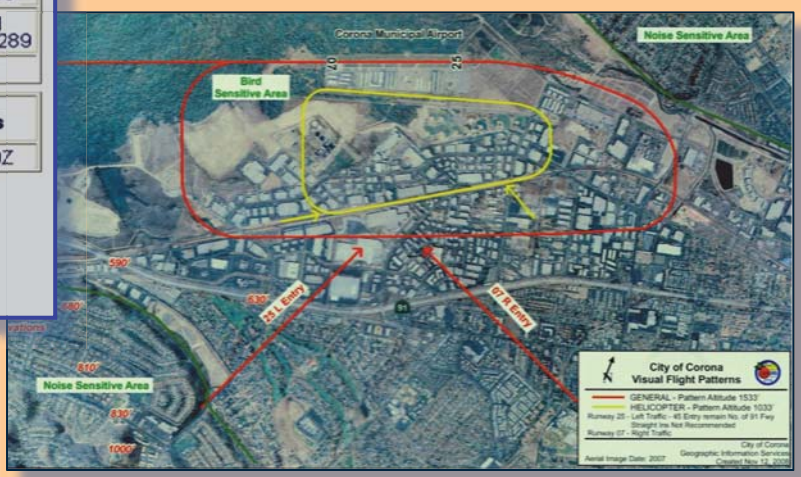 289
s
0Z
Corona Municipal Airport
Noise Sensitive Area
07
25
Bird
Sensitive Area
590'
530'
25 L Entry
07 R Entry
91
Noise Sensitive Area
810'
830'
1000'
N
City of Corona
Visual Flight Patterns
GENERAL - Pattern Altitude 1533'
HELICOPTER - Pattern Altitude 1033'
Runway 25 - Left Traffic - 45 Entry remain No. of 91 Fwy
Straight Ins Not Recommended
Runway 07 - Right Traffic
City of Corona
Geographic Information Services
Aerial Image Date: 2007
Created Nov 12, 2008